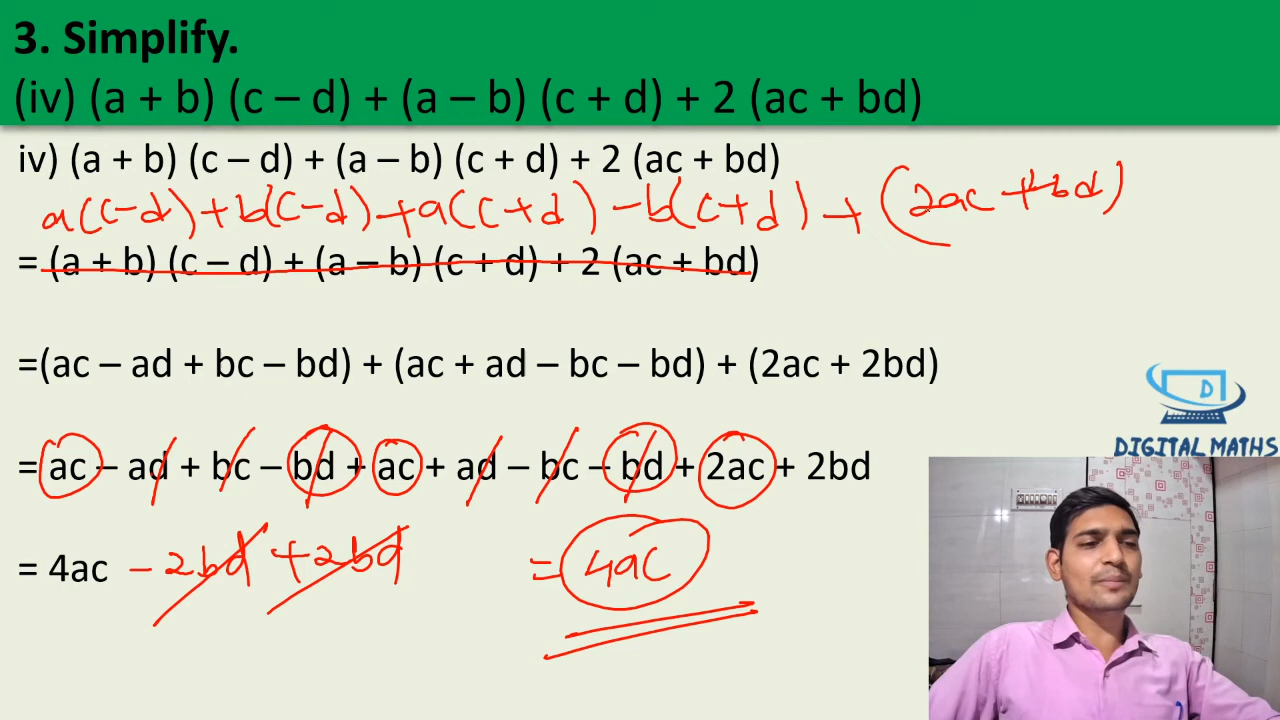 3. Simplify.
(iv) (a + b) (c – d) + (a – b) (c + d) + 2 (ac + bd)
iv) (a + b) (c – d) + (a – b) (c + d) + 2 (ac + bd)
a(c-d)+b(c-d)+a(c+d) -b(c+d) + (2ac + bd)
= (a + b) (c – d) + (a – b) (c + d) + 2 (ac + bd)
=(ac – ad + bc – bd) + (ac + ad – bc – bd) + (2ac + 2bd)
= ac – ad + bc – bd + ac + ad – bc – bd + 2ac + 2bd
= 4ac - 2bd + 2bd = 4ac
D
DIGITAL MATHS